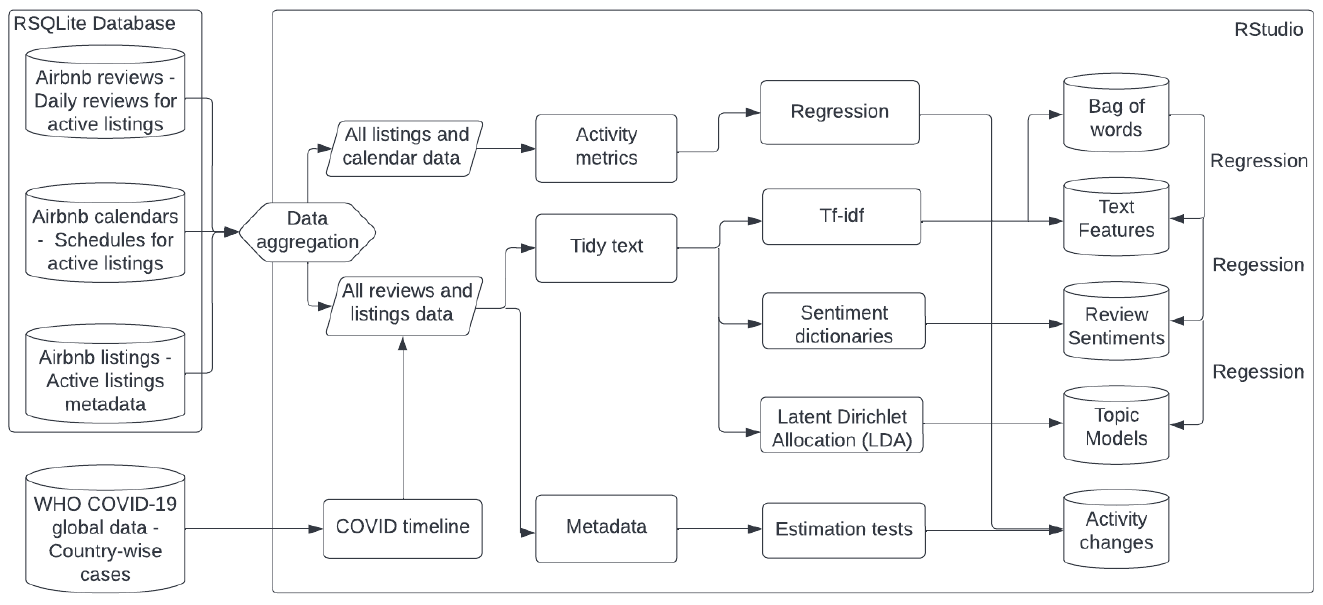 RSQLite Database
Airbnb reviews -
Daily reviews for
active listings
Airbnb calendars
- Schedules for
active listings
Airbnb listings -
Active listings
metadata
WHO COVID-19
global data -
Country-wise
cases
RStudio
Data
aggregation
All listings and
calendar data
All reviews and
listings data
COVID timeline
Activity
metrics
Tidy text
Metadata
Regression
Tf-idf
Sentiment
dictionaries
Latent Dirichlet
Allocation (LDA)
Estimation tests
Bag of
words
Text
Features
Review
Sentiments
Topic
Models
Activity
changes
Regression
Regession
Regession